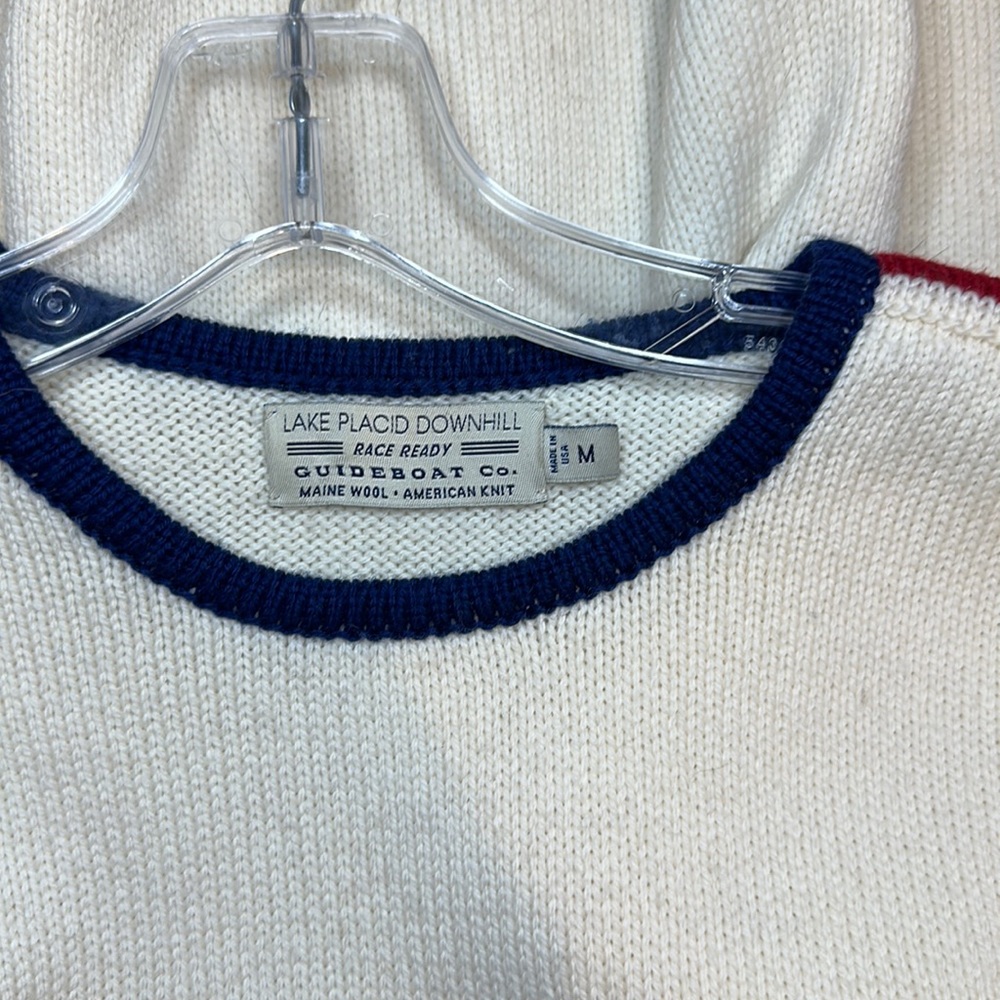 LAKE PLACID DOWNHILL
RACE READY
GUIDEBOAT Co.
MAINE WOOL • AMERICAN KNIT
MADE IN
USA
M